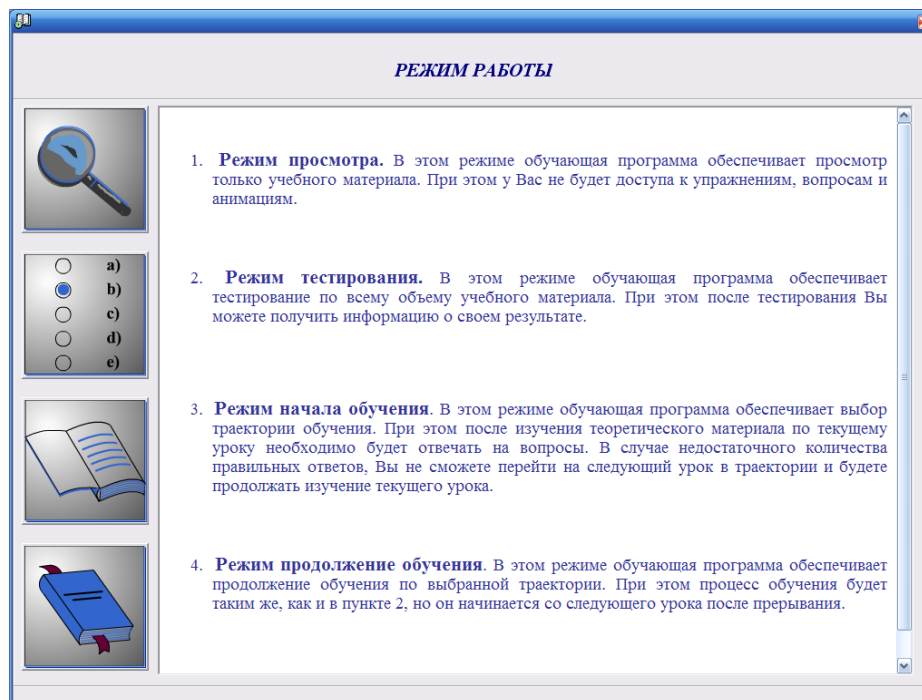 РЕЖИМ РАБОТЫ
a)
b)
c)
d)
e)
1. Режим просмотра. В этом режиме обучающая программа обеспечивает просмотр
только учебного материала. При этом у Вас не будет доступа к упражнениям, вопросам и
анимациям.
2. Режим тестирования. В этом режиме обучающая программа обеспечивает
тестирование по всему объему учебного материала. При этом после тестирования Вы
можете получить информацию о своем результате.
3. Режим начала обучения. В этом режиме обучающая программа обеспечивает выбор
траектории обучения. При этом после изучения теоретического материала по текущему
уроку необходимо будет отвечать на вопросы. В случае недостаточного количества
правильных ответов, Вы не сможете перейти на следующий урок в траектории и будете
продолжать изучение текущего урока.
4. Режим продолжение обучения. В этом режиме обучающая программа обеспечивает
продолжение обучения по выбранной траектории. При этом процесс обучения будет
таким же, как и в пункте 2, но он начинается со следующего урока после прерывания.